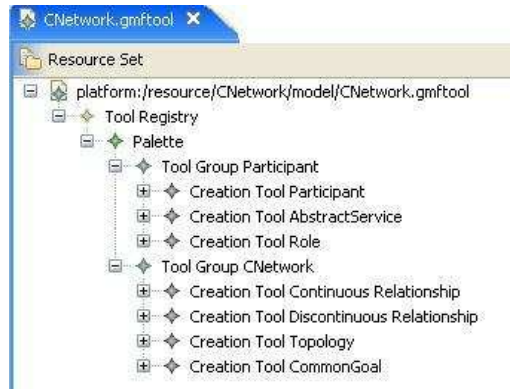 CNetwork.gmftool
Resource Set
platform:/resource/CNetwork/model/CNetwork.gmftool
Tool Registry
Palette
Tool Group Participant
Creation Tool Participant
Creation Tool AbstractService
Creation Tool Role
Tool Group CNetwork
Creation Tool Continuous Relationship
Creation Tool Discontinuous Relationship
Creation Tool Topology
Creation Tool CommonGoal